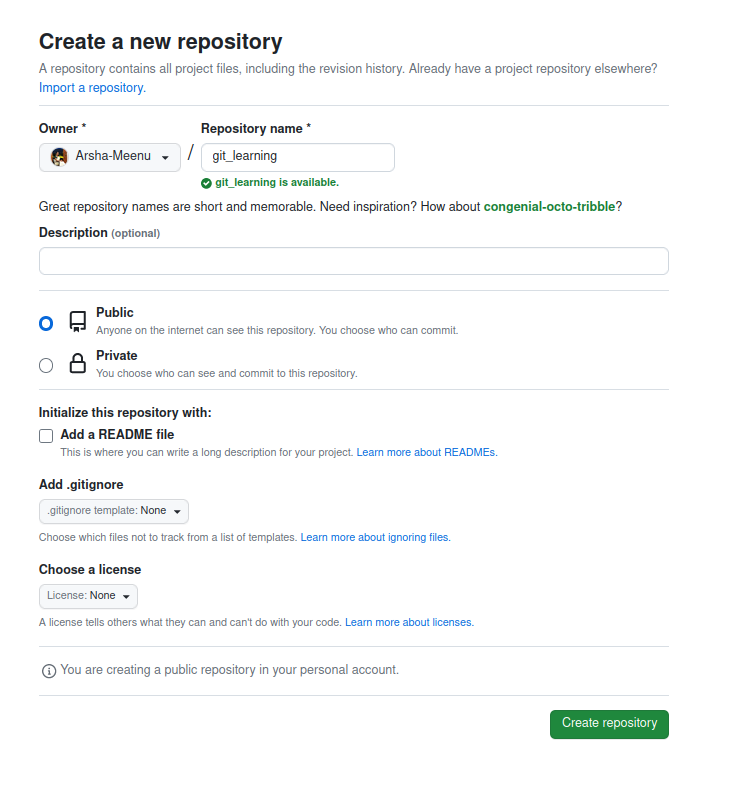 Create a new repository
A repository contains all project files, including the revision history. Already have a project repository elsewhere?
Import a repository.
Owner * Repository name *
Arsha-Meenu / git_learning
git_learning is available.
Great repository names are short and memorable. Need inspiration? How about congenial-octo-tribble?
Description (optional)
Public
Anyone on the internet can see this repository. You choose who can commit.
Private
You choose who can see and commit to this repository.
Initialize this repository with:
Add a README file
This is where you can write a long description for your project. Learn more about READMEs.
Add .gitignore
.gitignore template: None
Choose which files not to track from a list of templates. Learn more about ignoring files.
Choose a license
License: None
A license tells others what they can and can't do with your code. Learn more about licenses.
You are creating a public repository in your personal account.
Create repository